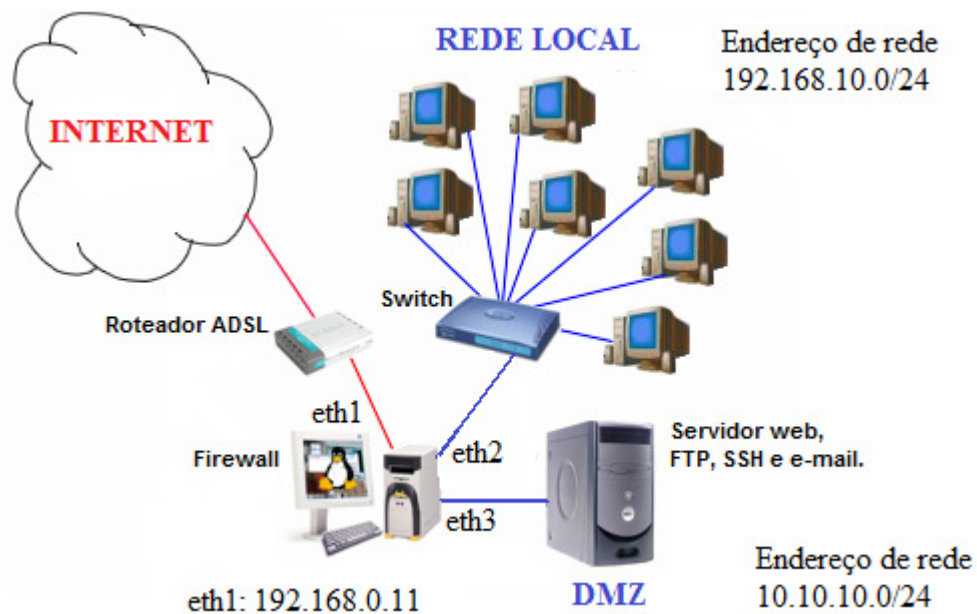 REDE LOCAL
Endereço de rede
192.168.10.0/24
INTERNET
Switch
Roteador ADSL
eth1
Firewall
eth2
eth3
Servidor web,
FTP, SSH e e-mail.
eth1: 192.168.0.11
DMZ
Endereço de rede
10.10.10.0/24